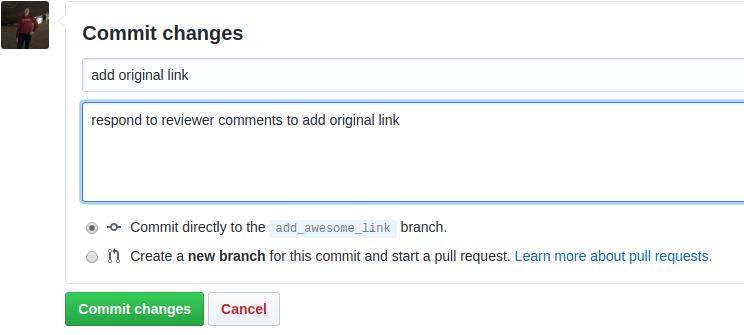 Commit changes
add original link
respond to reviewer comments to add original link
Commit directly to the add_awesome_link branch.
Create a new branch for this commit and start a pull request. Learn more about pull requests.
Commit changes Cancel